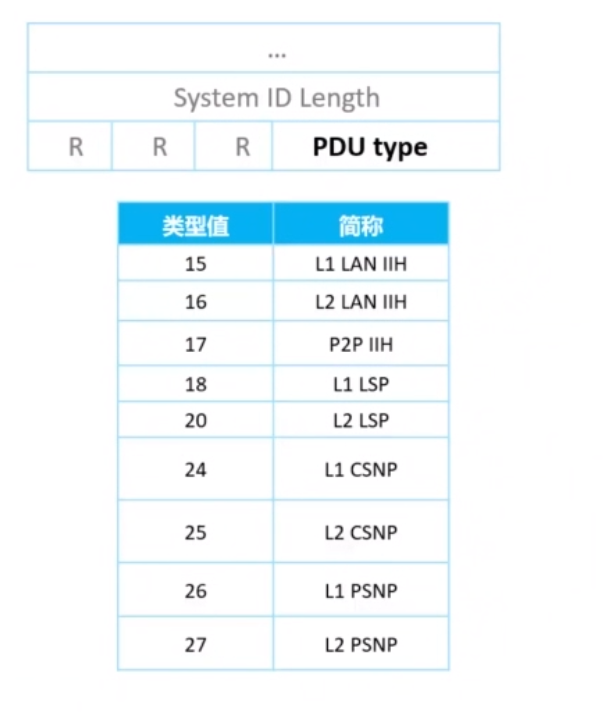 ...
System ID Length
R R R PDU type
类型值 简称
15 L1 LAN IIH
16 L2 LAN IIH
17 P2P IIH
18 L1 LSP
20 L2 LSP
24 L1 CSNP
25 L2 CSNP
26 L1 PSNP
27 L2 PSNP